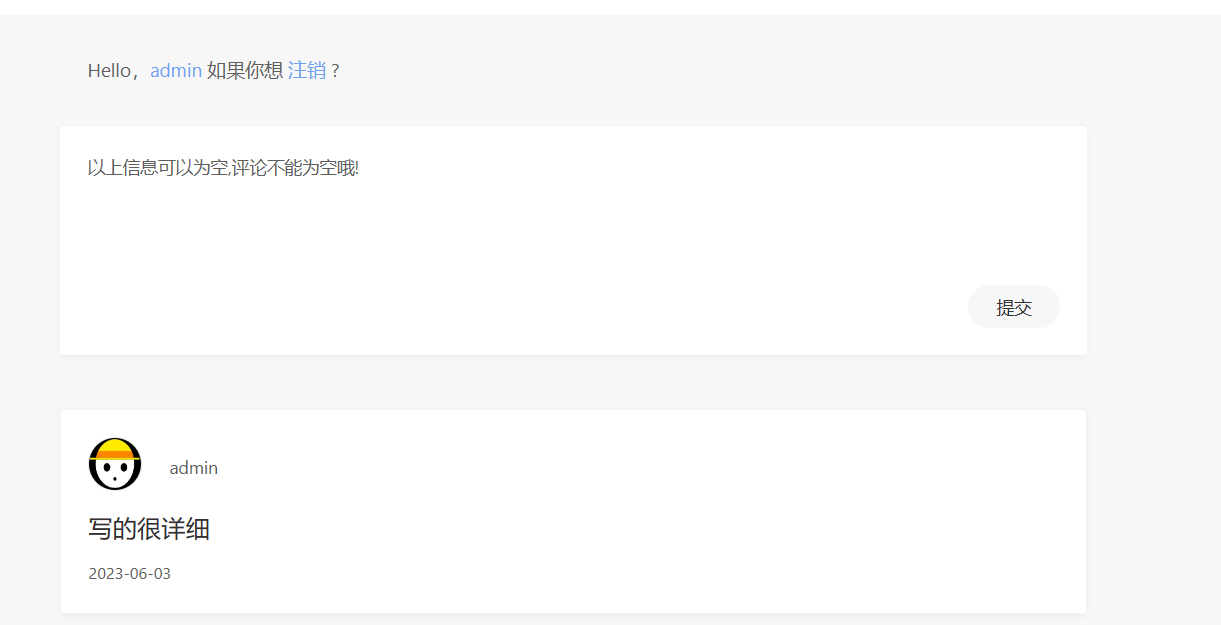 Hello，admin 如果你想 注销 ?
以上信息可以为空,评论不能为空哦!
提交
admin
写的很详细
2023-06-03